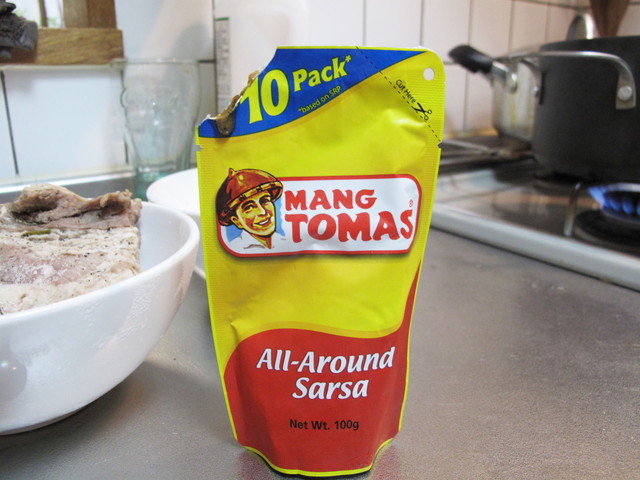 10 Pack*
*based on SRP
Cut Here
MANG
TOMAS®
All-Around
Sarsa
Net Wt. 100g